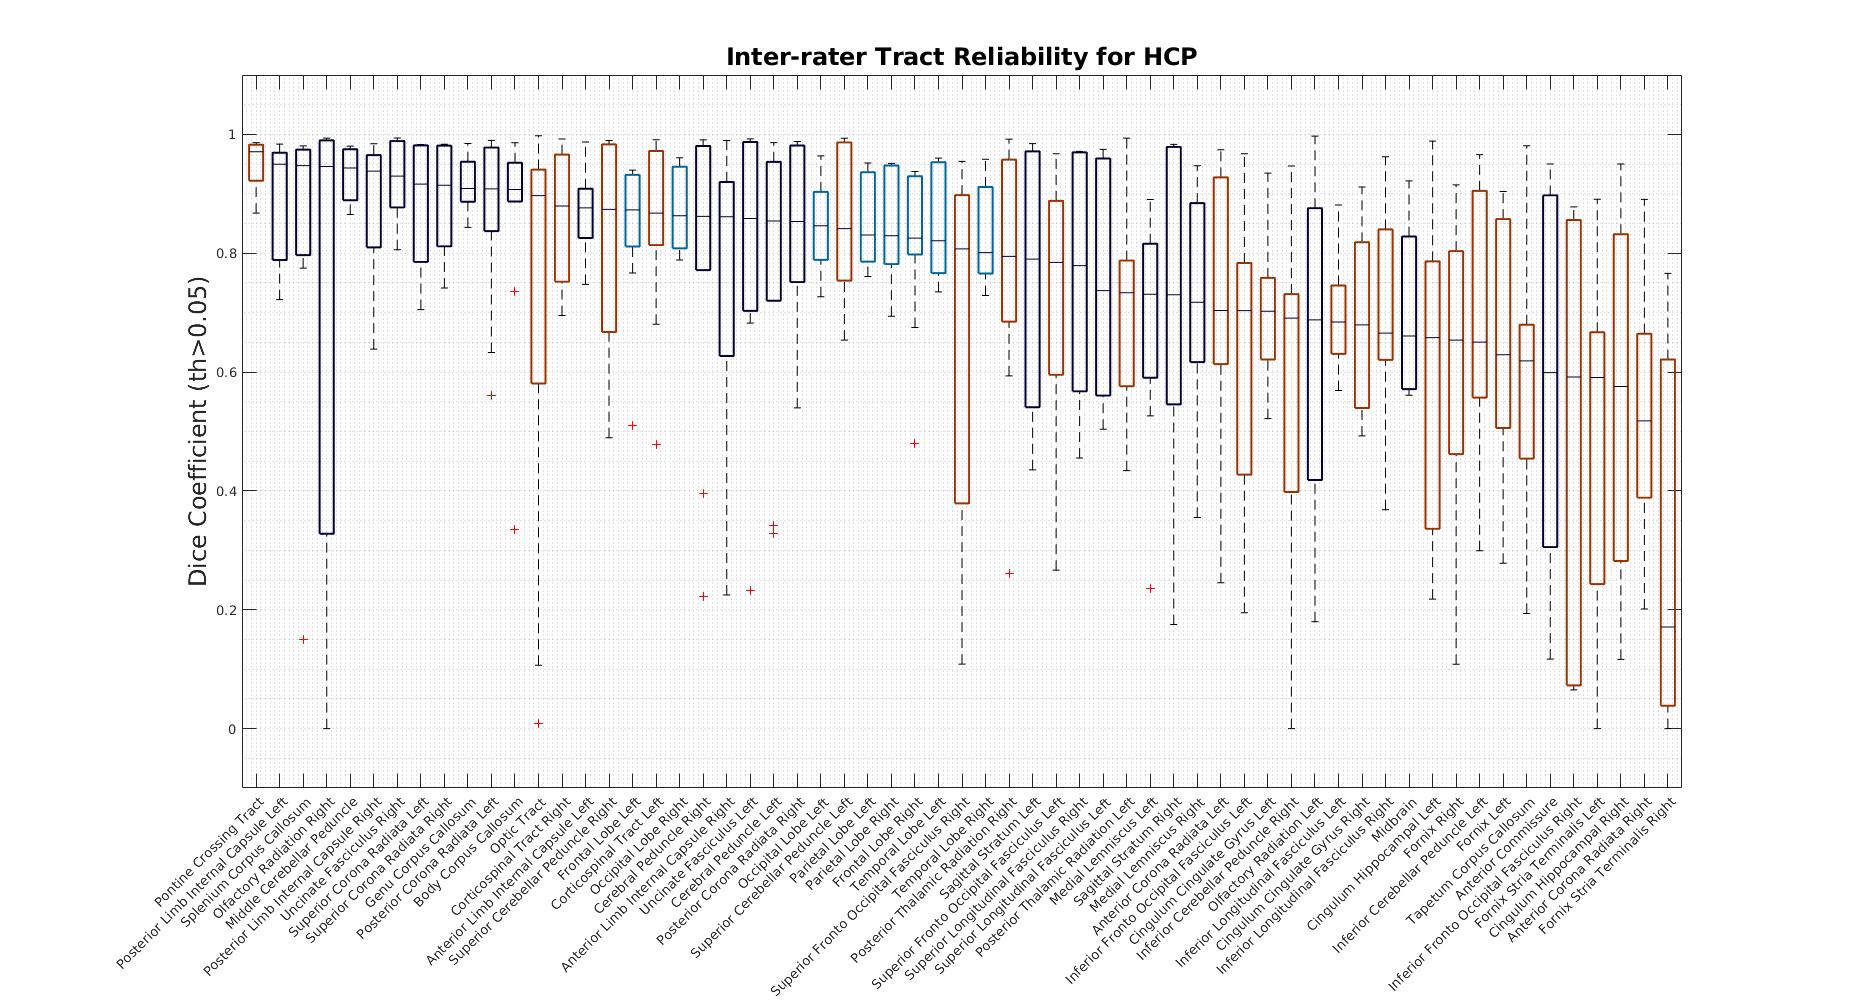 Inter-rater Tract Reliability for HCP
Dice Coefficient (th>0.05)
1
0.8
0.6
0.4
0.2
0
Pontine Crossing Tract
Posterior Limb Internal Capsule Left
Splenium Corpus Callosum
Olfactory Radiation Right
Middle Cerebellar Peduncle
Posterior Limb Internal Capsule Right
Uncinate Fasciculus Right
Superior Corona Radiata Left
Superior Corona Radiata Right
Genu Corpus Callosum
Posterior Corona Radiata Left
Body Corpus Callosum
Optic Tract
Corticospinal Tract Right
Anterior Limb Internal Capsule Left
Superior Cerebellar Peduncle Right
Frontal Lobe Left
Corticospinal Tract Left
Occipital Lobe Right
Cerebral Peduncle Right
Anterior Limb Internal Capsule Right
Uncinate Fasciculus Left
Cerebral Peduncle Left
Posterior Corona Radiata Right
Occipital Lobe Left
Superior Cerebellar Peduncle Left
Parietal Lobe Left
Parietal Lobe Right
Frontal Lobe Right
Temporal Lobe Left
Superior Fronto Occipital Fasciculus Right
Temporal Lobe Right
Posterior Thalamic Radiation Right
Sagittal Stratum Left
Superior Fronto Occipital Fasciculus Left
Superior Longitudinal Fasciculus Right
Superior Longitudinal Fasciculus Left
Posterior Thalamic Radiation Left
Medial Lemniscus Left
Sagittal Stratum Right
Medial Lemniscus Right
Anterior Corona Radiata Left
Inferior Fronto Occipital Fasciculus Left
Cingulum Cingulate Gyrus Left
Inferior Cerebellar Peduncle Right
Olfactory Radiation Left
Inferior Longitudinal Fasciculus Left
Cingulum Cingulate Gyrus Right
Inferior Longitudinal Fasciculus Right
Midbrain
Cingulum Hippocampal Left
Fornix Right
Inferior Cerebellar Peduncle Left
Fornix Left
Tapetum Corpus Callosum
Anterior Commissure
Inferior Fronto Occipital Fasciculus Right
Fornix Stria Terminalis Left
Cingulum Hippocampal Right
Anterior Corona Radiata Right
Fornix Stria Terminalis Right